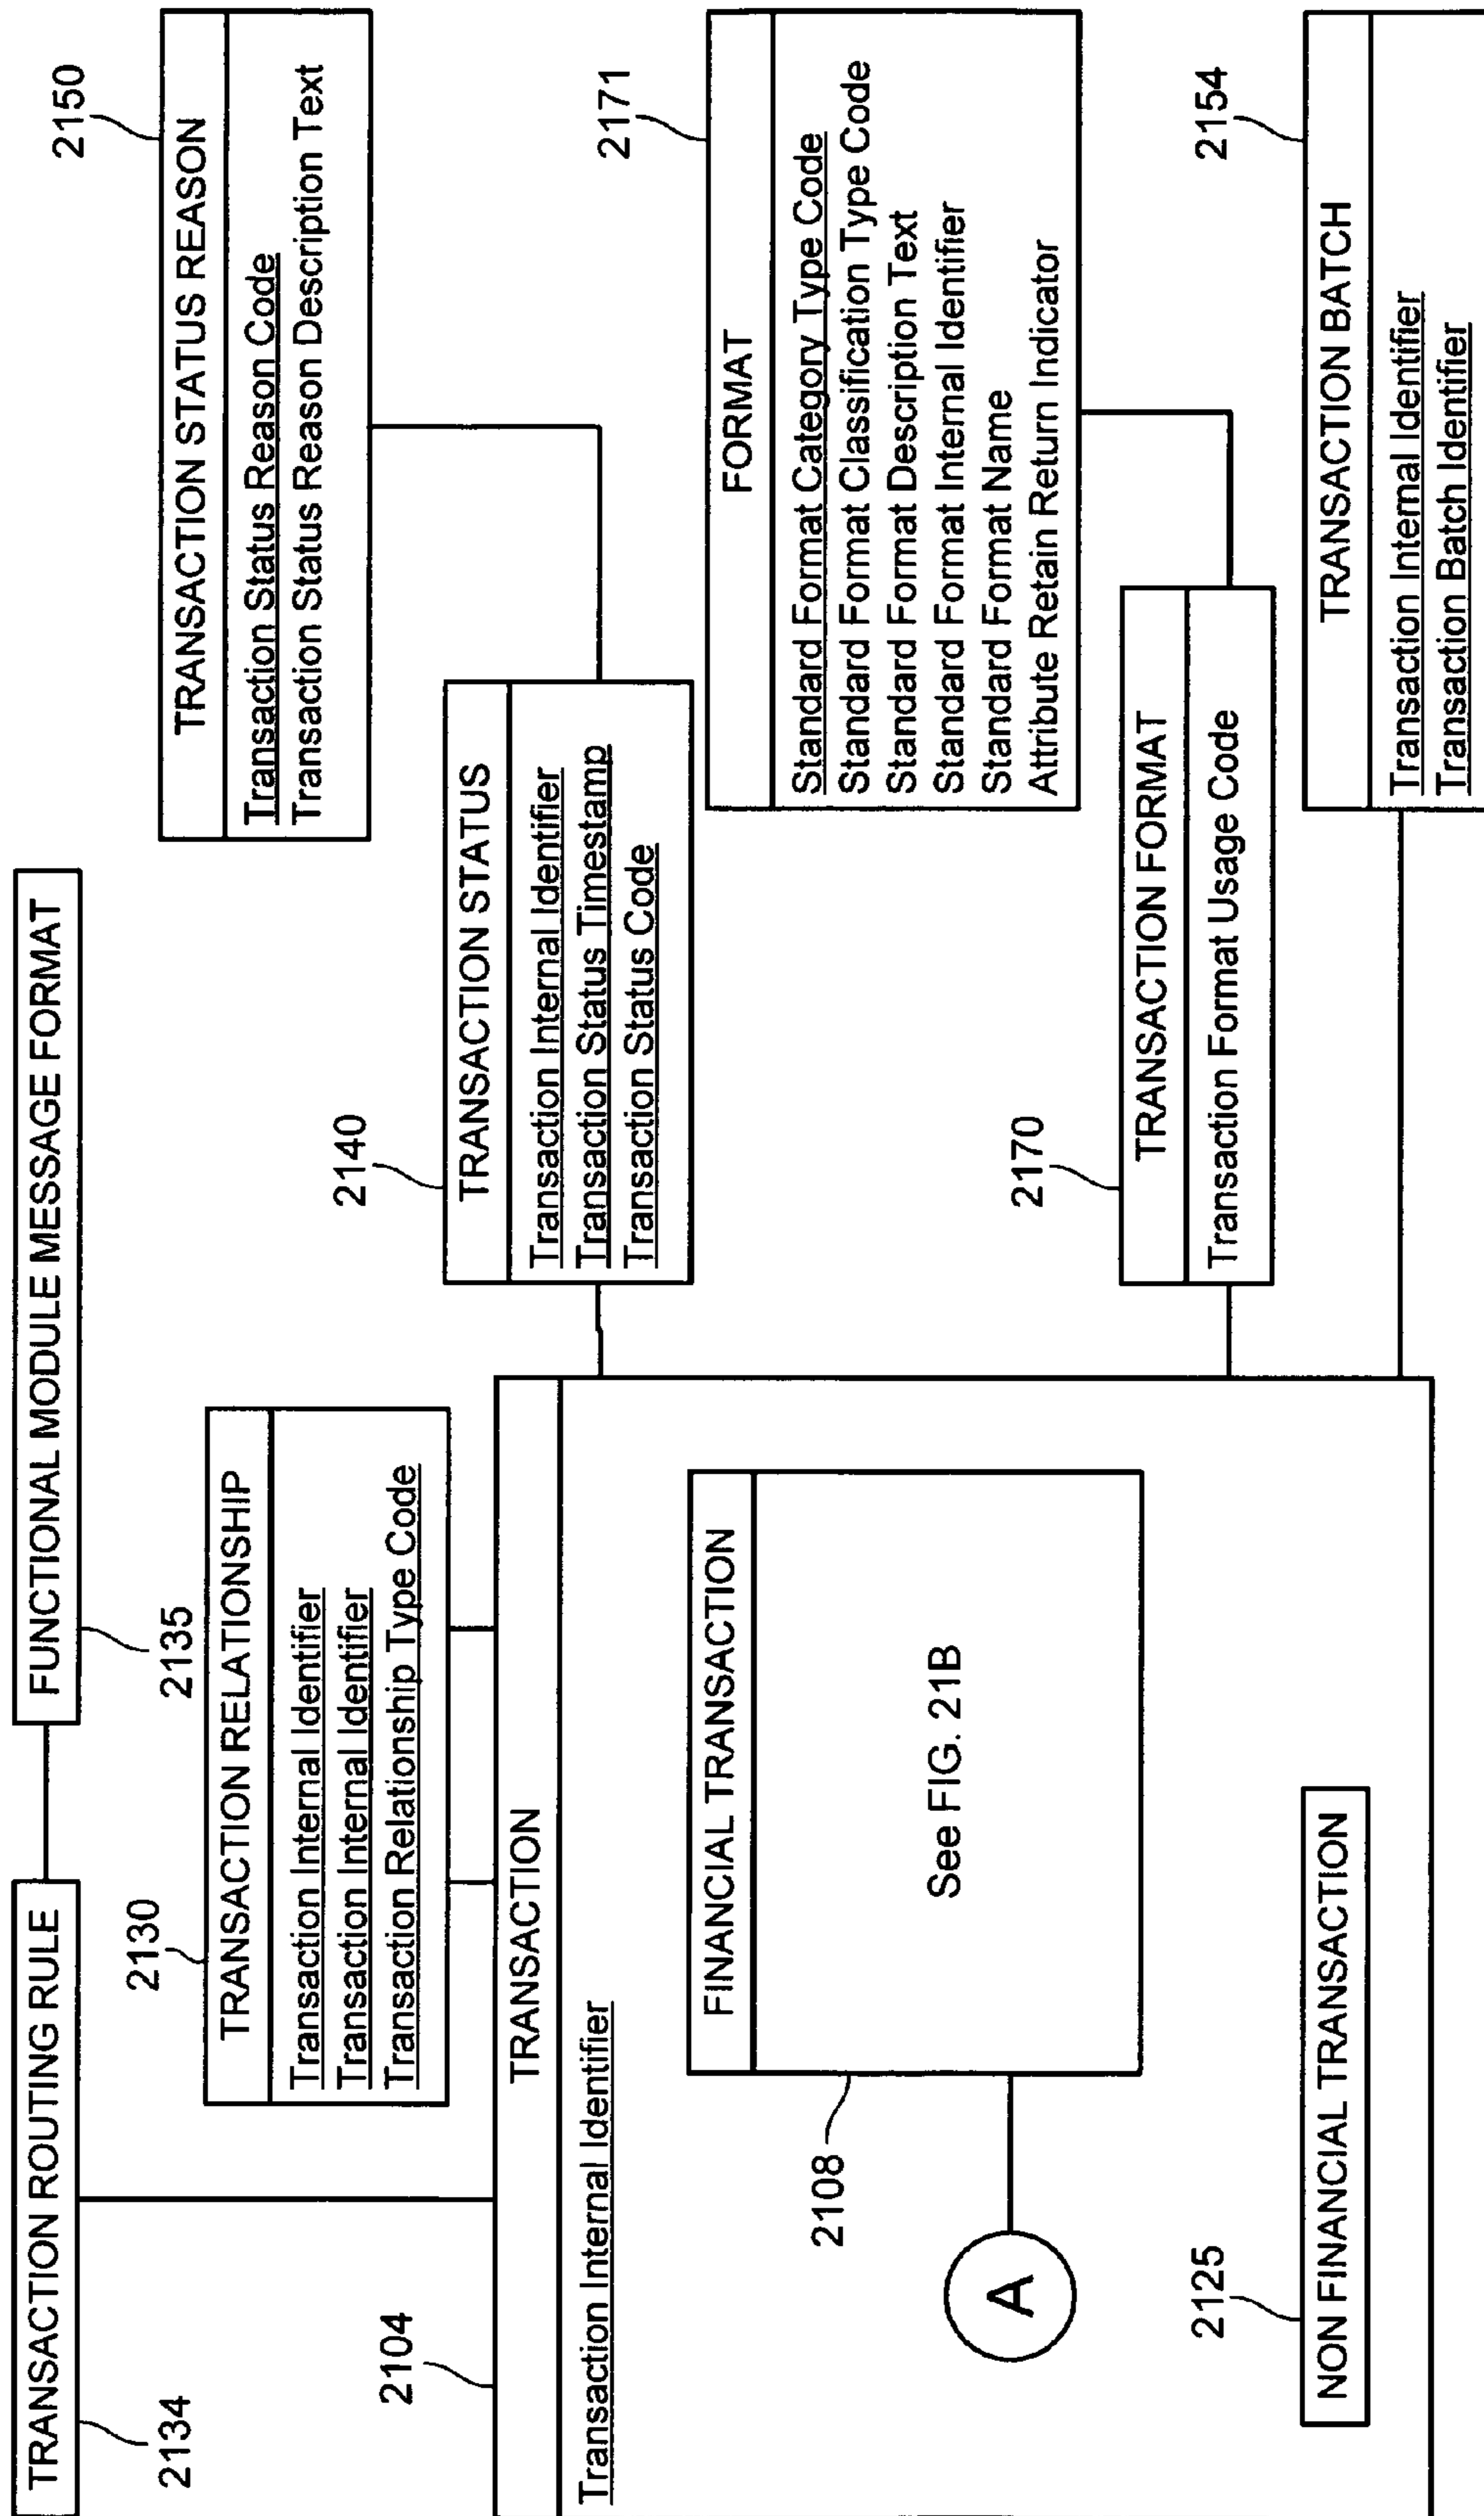 TRANSACTION ROUTING RULE
2134
FUNCTIONAL MODULE MESSAGE FORMAT
2135
2130
TRANSACTION RELATIONSHIP
Transaction Internal Identifier
Transaction Internal Identifier
Transaction Relationship Type Code
2150
TRANSACTION STATUS REASON
Transaction Status Reason Code
Transaction Status Reason Description Text
2140
TRANSACTION STATUS
Transaction Internal Identifier
Transaction Status Timestamp
Transaction Status Code
2104
TRANSACTION
Transaction Internal Identifier
2108
FINANCIAL TRANSACTION
See FIG. 21B
A
2125
NON FINANCIAL TRANSACTION
2171
FORMAT
Standard Format Category Type Code
Standard Format Classification Type Code
Standard Format Description Text
Standard Format Internal Identifier
Standard Format Name
Attribute Retain Return Indicator
2170
TRANSACTION FORMAT
Transaction Format Usage Code
2154
TRANSACTION BATCH
Transaction Internal Identifier
Transaction Batch Identifier